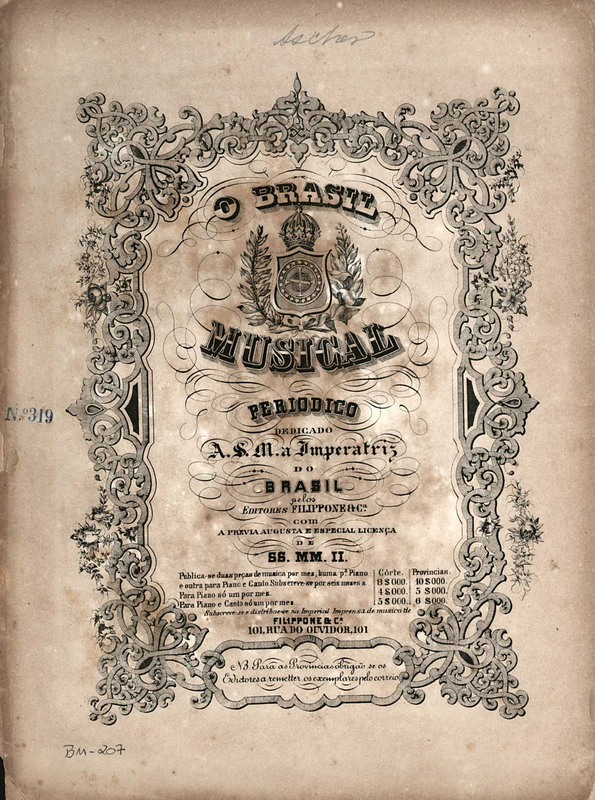 Ascher
O BRASIL
MUSICAL
N.º 319
PERIODICO
DEDICADO
A. S. M. a Imperatriz
DO
BRASIL
pelos
EDITORES FILIPPONE & Cª
COM
A PREVIA AUGUSTA E ESPECIAL LICENÇA
DE
SS. MM. II.
Publica-se duas peças de musica por mez, huma pª Piano | Côrte. | Provincias.
e outra para Piano e Canto Subscreve-se por seis mezes a | 8$000. | 10$000.
Para Piano só um por mez. | 4$000. | 5$000.
Para Piano e Canto só um por mez | 5$000. | 6$000.
Subscreve-se e distribue-se na Imperial Imprensa de musica de
FILIPPONE & Cª
101, RUA DO OUVIDOR, 101
NB. Para as Provincias obrigão se os
Edictores a remetter os exemplares pelo correio
BM-207